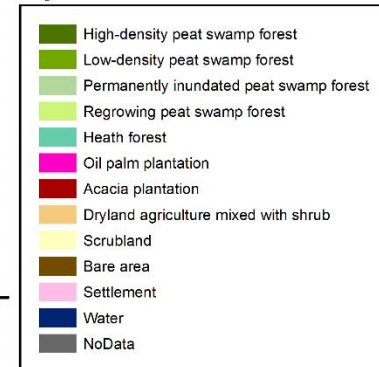 High-density peat swamp forest
Low-density peat swamp forest
Permanently inundated peat swamp forest
Regrowing peat swamp forest
Heath forest
Oil palm plantation
Acacia plantation
Dryland agriculture mixed with shrub
Scrubland
Bare area
Settlement
Water
NoData